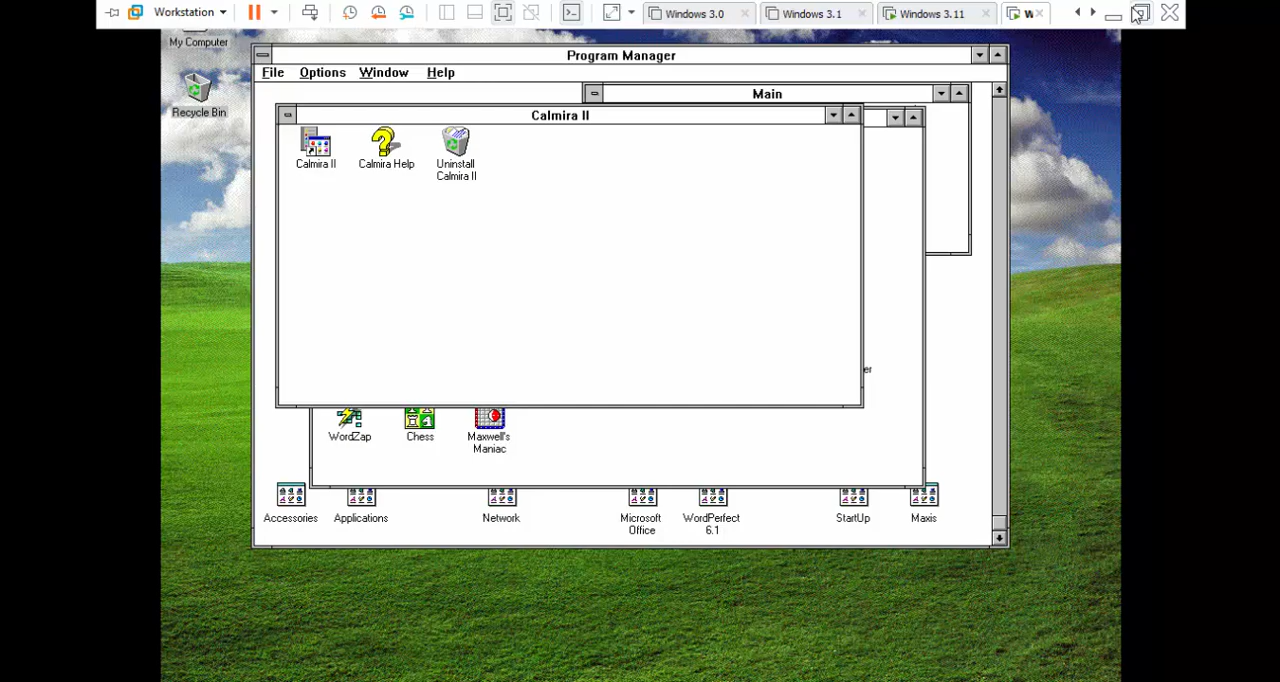 Workstation
Windows 3.0
Windows 3.1
Windows 3.11
My Computer
Recycle Bin
Program Manager
File Options Window Help
Main
Calmira II
Calmira II
Calmira Help
Uninstall
Calmira II
er
WordZap
Chess
Maxwell's
Maniac
Accessories
Applications
Network
Microsoft
Office
WordPerfect
6.1
StartUp
Maxis